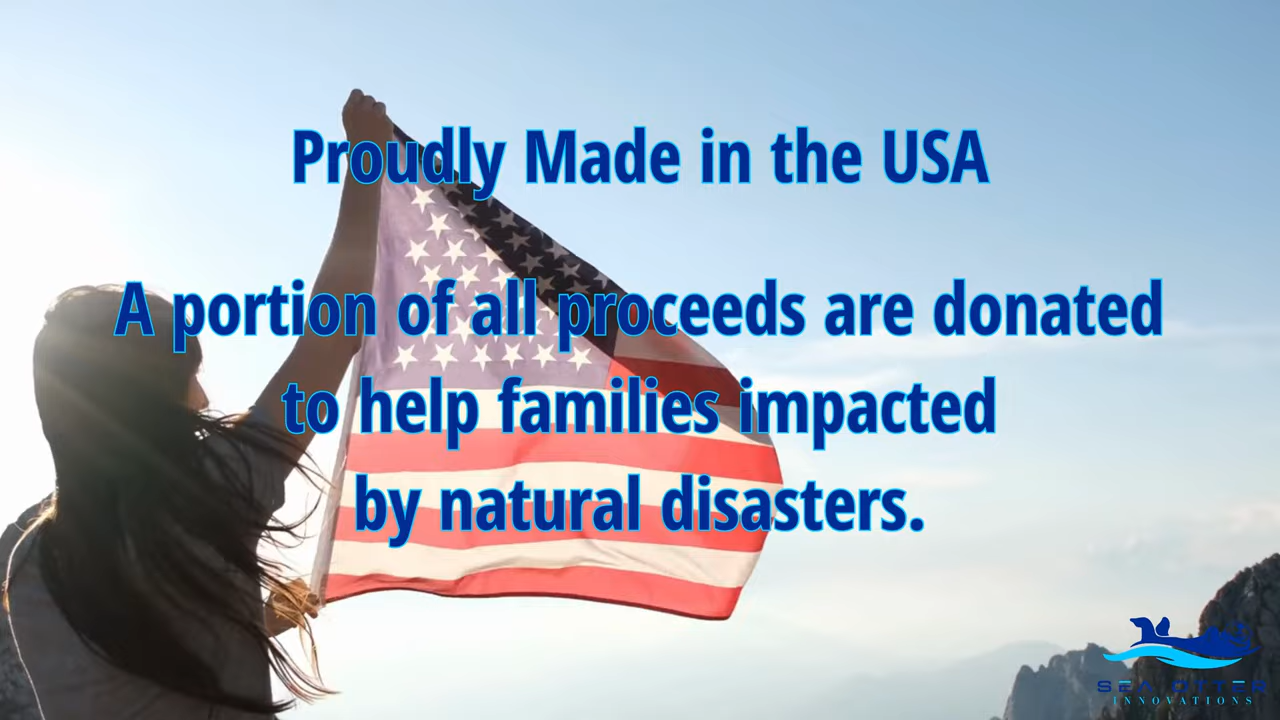 Proudly Made in the USA
A portion of all proceeds are donated
to help families impacted
by natural disasters.
SEA OTTER
INNOVATIONS